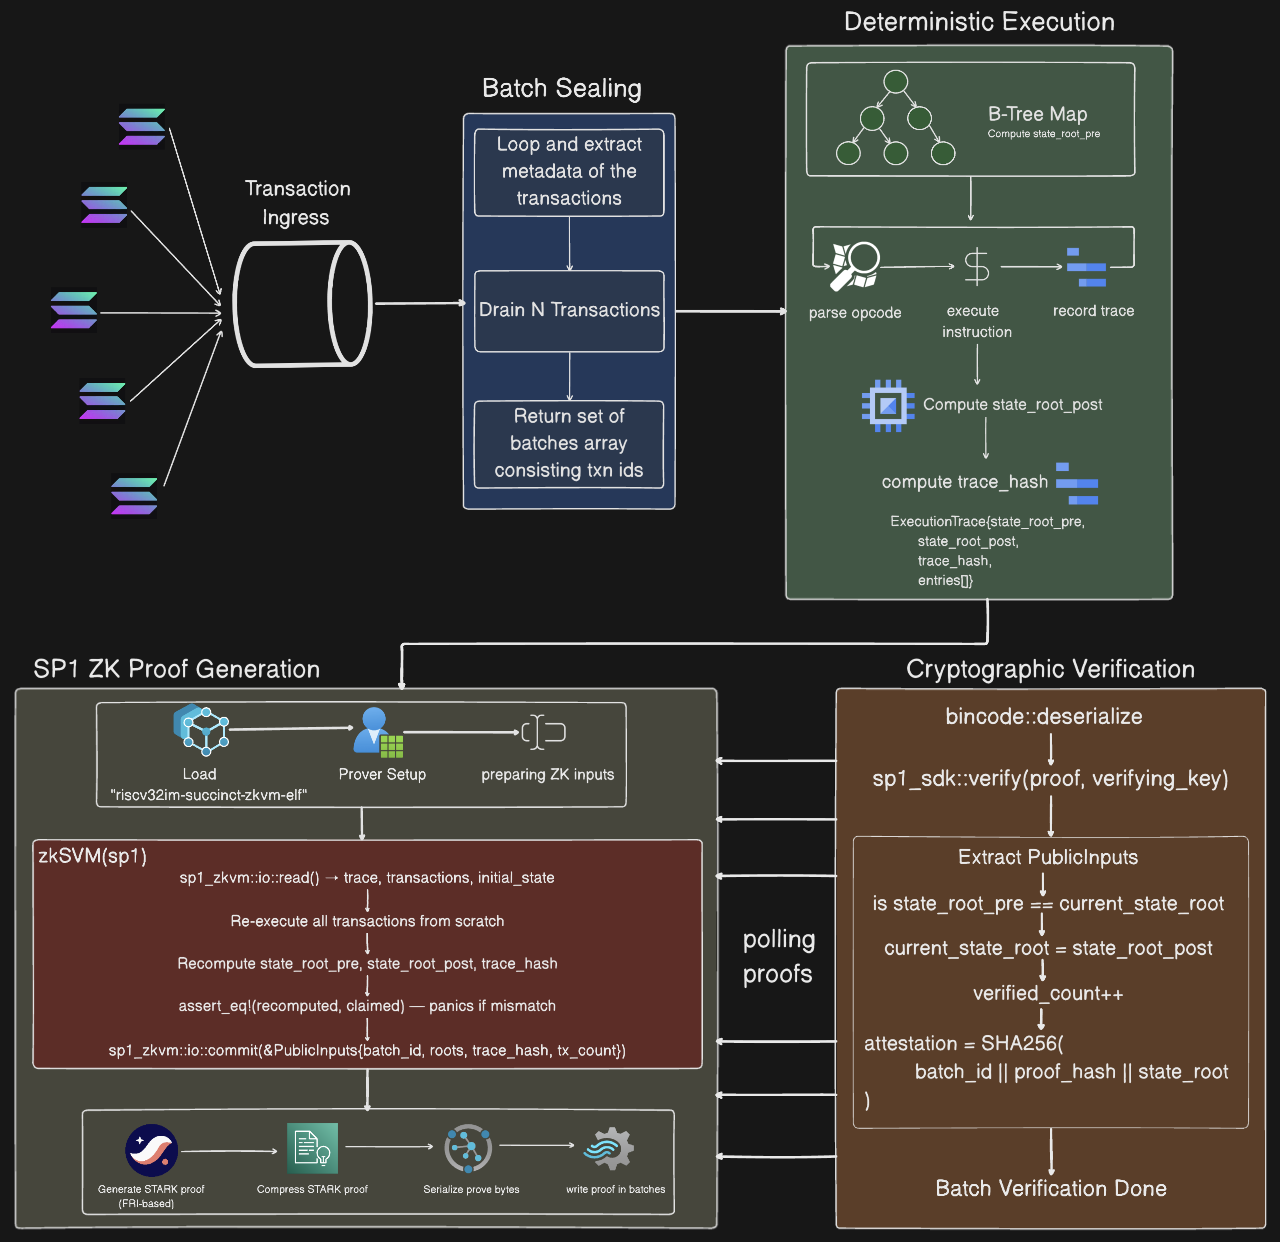 Deterministic Execution
Batch Sealing
Transaction
Ingress
Loop and extract
metadata of the
transactions
Drain N Transactions
Return set of
batches array
consisting txn ids
B-Tree Map
Compute state_root_pre
parse opcode
execute
instruction
record trace
Compute state_root_post
compute trace_hash
ExecutionTrace{state_root_pre,
state_root_post,
trace_hash,
entries[]}
SP1 ZK Proof Generation
Load
"riscv32im-succinct-zkvm-elf"
Prover Setup
preparing ZK inputs
zkSVM(sp1)
sp1_zkvm::io::read() → trace, transactions, initial_state
Re-execute all transactions from scratch
Recompute state_root_pre, state_root_post, trace_hash
assert_eq!(recomputed, claimed) — panics if mismatch
sp1_zkvm::io::commit(&PublicInputs{batch_id, roots, trace_hash, tx_count})
Generate STARK proof
(FRI-based)
Compress STARK proof
Serialize prove bytes
write proof in batches
polling
proofs
Cryptographic Verification
bincode::deserialize
sp1_sdk::verify(proof, verifying_key)
Extract PublicInputs
is state_root_pre == current_state_root
current_state_root = state_root_post
verified_count++
attestation = SHA256(
batch_id || proof_hash || state_root
)
Batch Verification Done